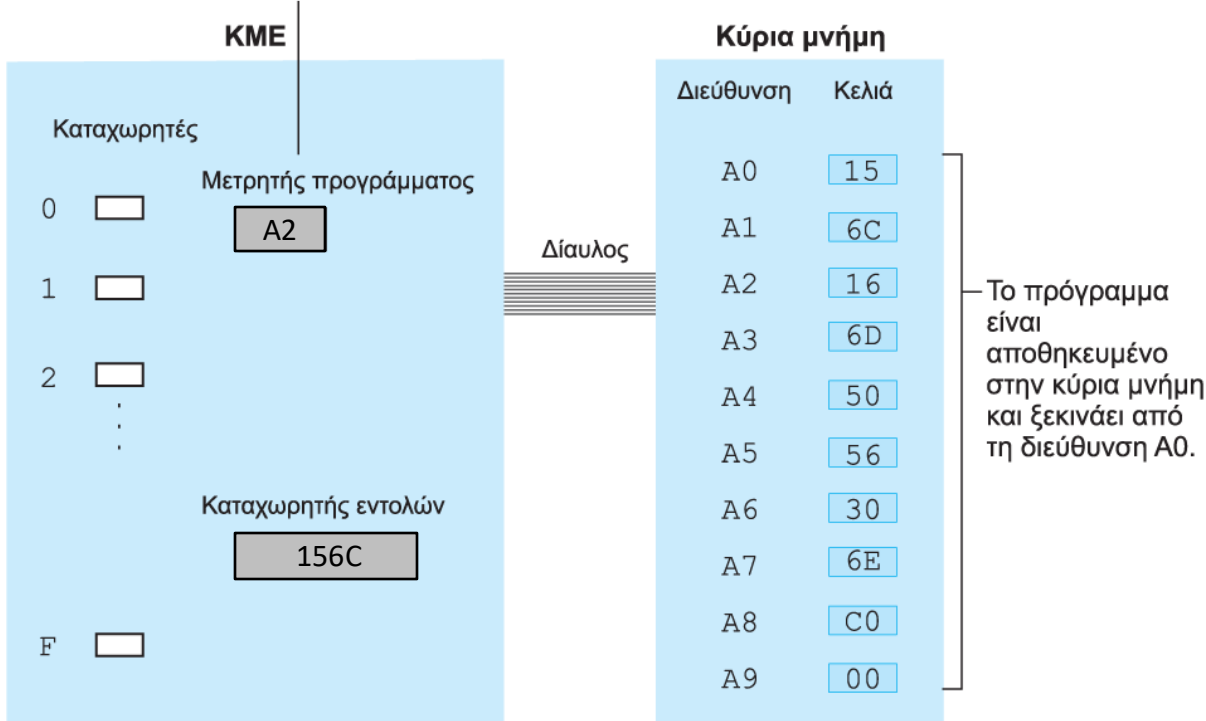 ΚΜΕ
Καταχωρητές
Μετρητής προγράμματος
0
A2
1
2
Καταχωρητής εντολών
156C
F
Δίαυλος
Κύρια μνήμη
Διεύθυνση Κελιά
A0 15
A1 6C
A2 16
A3 6D
A4 50
A5 56
A6 30
A7 6E
A8 C0
A9 00
Το πρόγραμμα
είναι
αποθηκευμένο
στην κύρια μνήμη
και ξεκινάει από
τη διεύθυνση A0.